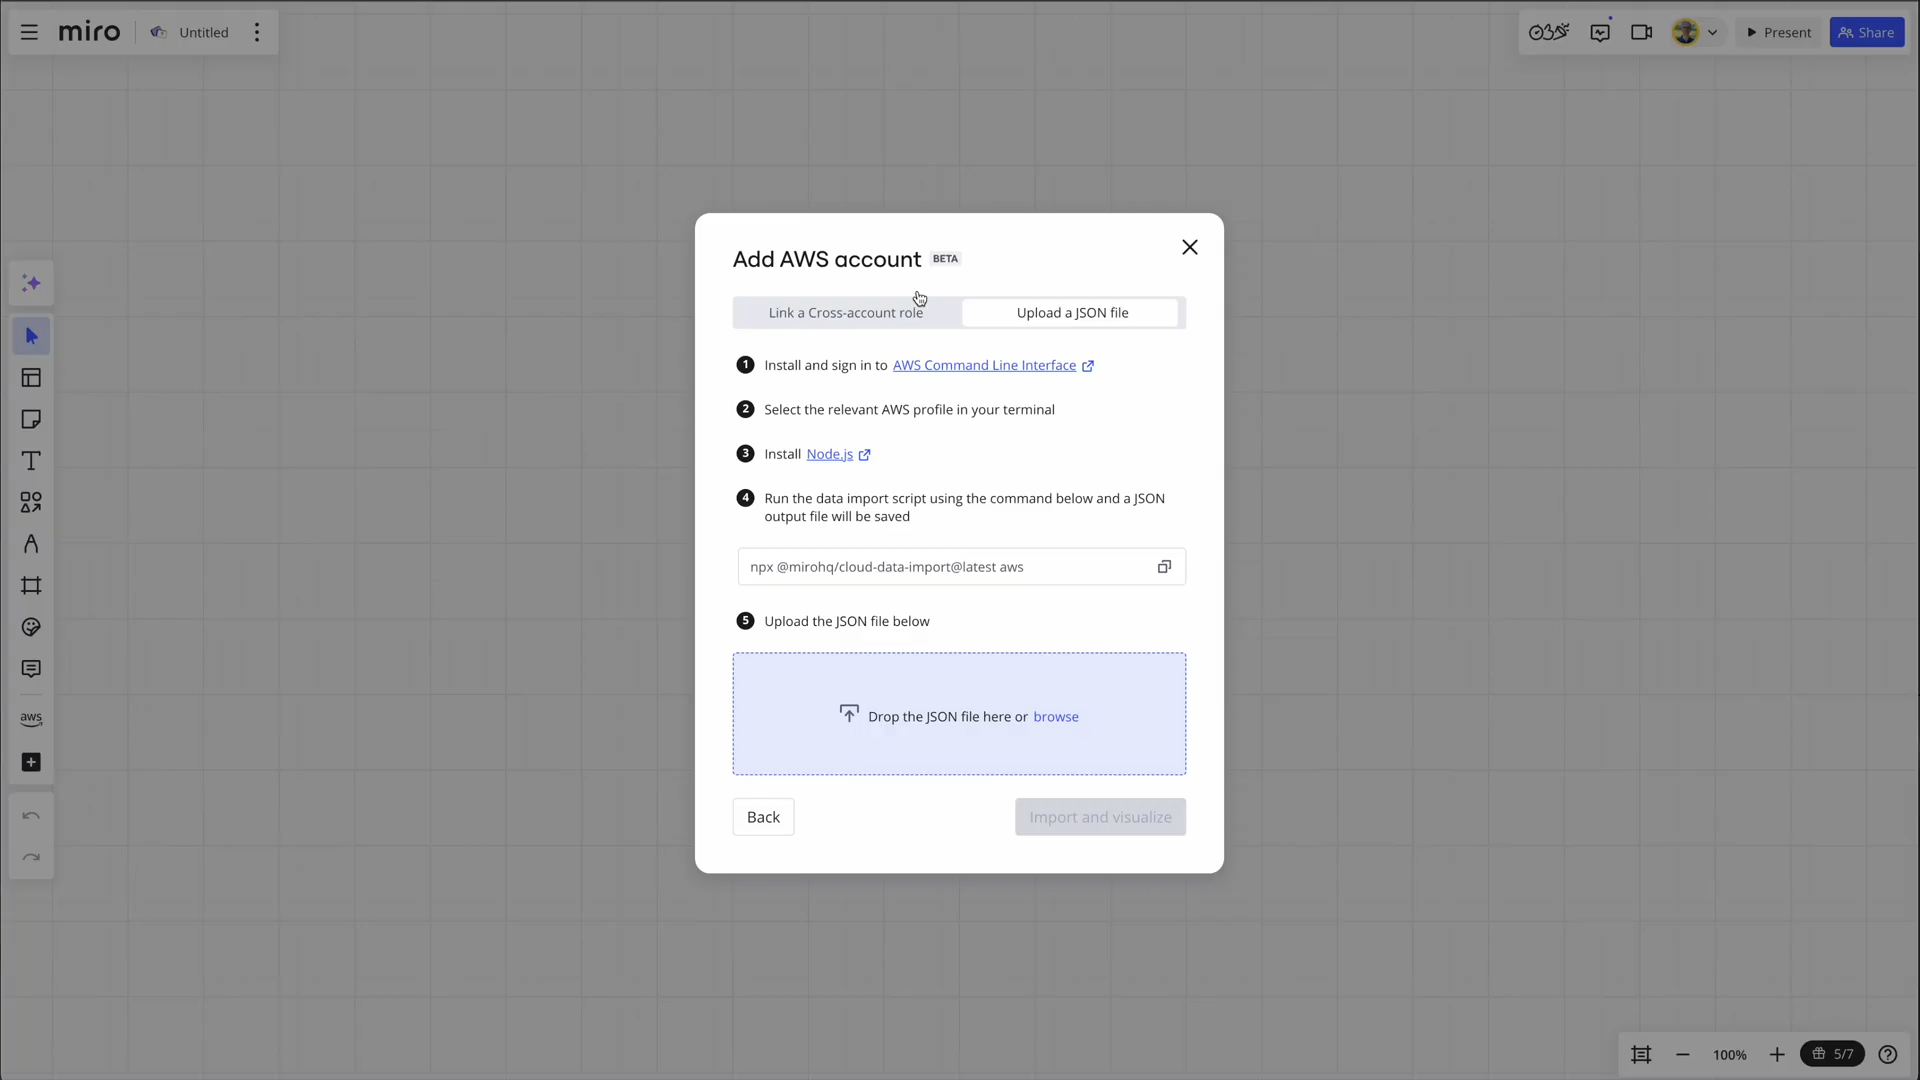 miro
Untitled
Present
Share
Add AWS account BETA
Link a Cross-account role
Upload a JSON file
1 Install and sign in to AWS Command Line Interface
2 Select the relevant AWS profile in your terminal
3 Install Node.js
4 Run the data import script using the command below and a JSON
output file will be saved
npx @mirohq/cloud-data-import@latest aws
5 Upload the JSON file below
Drop the JSON file here or browse
Back
Import and visualize
aws
100%
5/7